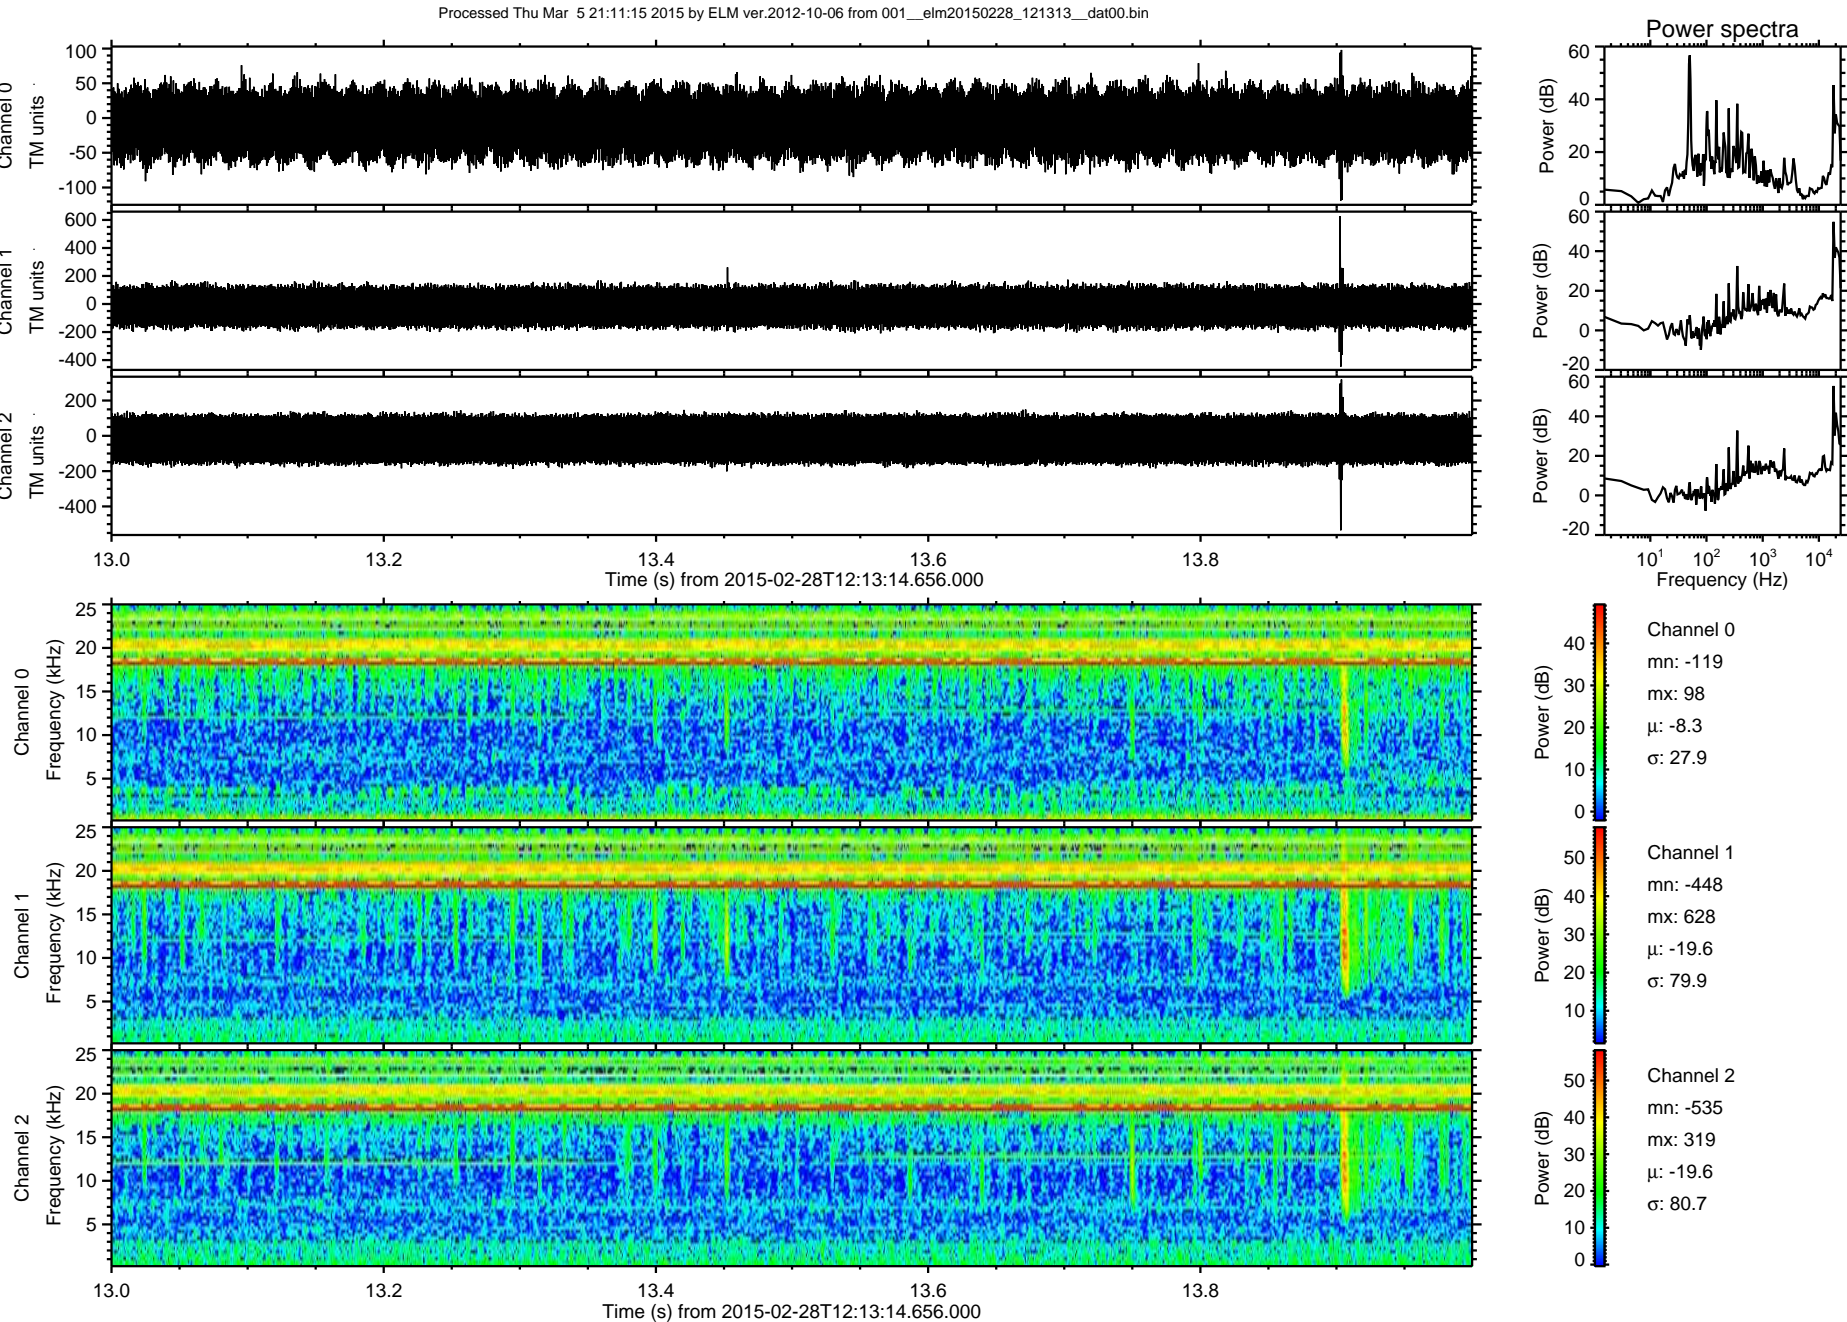 Processed Thu Mar 5 21:11:15 2015 by ELM ver.2012-10-06 from 001__elm20150228_121313__dat00.bin
Power spectra
Channel 0
TM units
100
50
0
-50
-100
Power (dB)
60
40
20
0
Channel 1
TM units
600
400
200
0
-200
-400
Power (dB)
60
40
20
0
-20
Channel 2
TM units
200
0
-200
-400
Power (dB)
60
40
20
0
-20
13.0 13.2 13.4 13.6 13.8
Time (s) from 2015-02-28T12:13:14.656.000
10¹ 10² 10³ 10⁴
Frequency (Hz)
Channel 0
Frequency (kHz)
25
20
15
10
5
Power (dB)
40
30
20
10
0
Channel 0
mn: -119
mx: 98
μ: -8.3
σ: 27.9
Channel 1
Frequency (kHz)
25
20
15
10
5
Power (dB)
50
40
30
20
10
Channel 1
mn: -448
mx: 628
μ: -19.6
σ: 79.9
Channel 2
Frequency (kHz)
25
20
15
10
5
Power (dB)
50
40
30
20
10
0
Channel 2
mn: -535
mx: 319
μ: -19.6
σ: 80.7
13.0 13.2 13.4 13.6 13.8
Time (s) from 2015-02-28T12:13:14.656.000